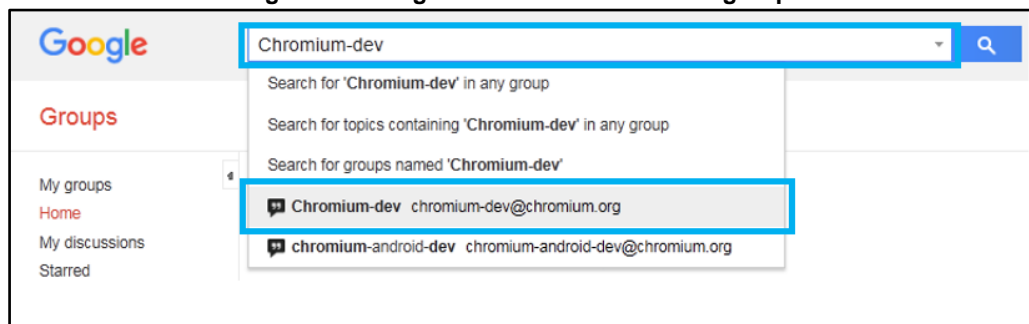 Google
Chromium-dev
Search for 'Chromium-dev' in any group
Groups
Search for topics containing 'Chromium-dev' in any group
Search for groups named 'Chromium-dev'
My groups
Home
Chromium-dev chromium-dev@chromium.org
My discussions
chromium-android-dev chromium-android-dev@chromium.org
Starred